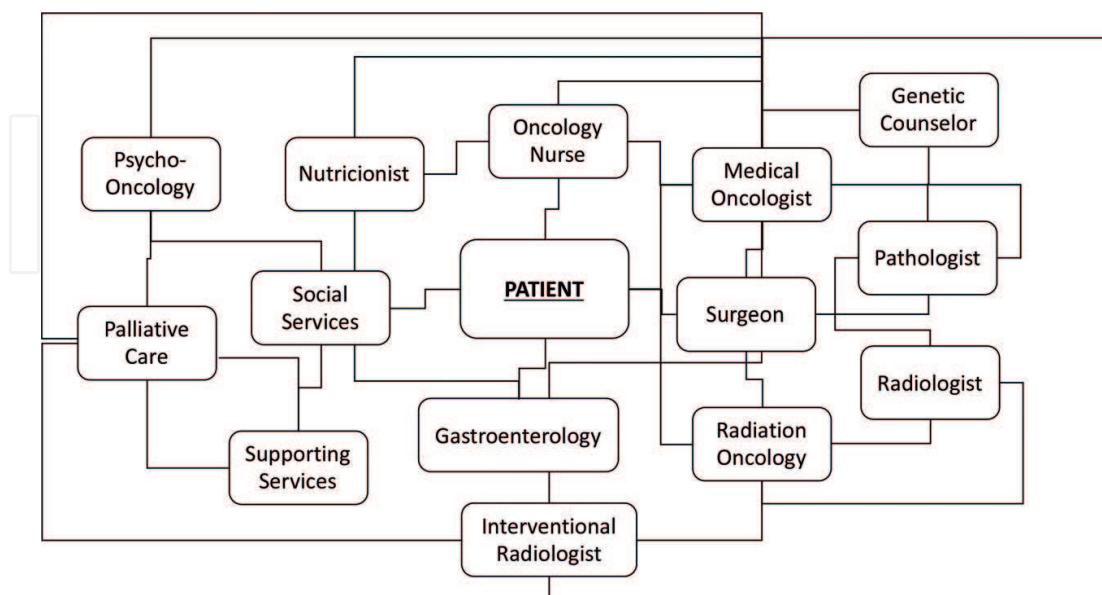 Genetic
Counselor
Oncology
Nurse
Psycho-
Oncology
Nutricionist
Medical
Oncologist
Pathologist
PATIENT
Social
Services
Surgeon
Palliative
Care
Radiologist
Gastroenterology
Radiation
Oncology
Supporting
Services
Interventional
Radiologist